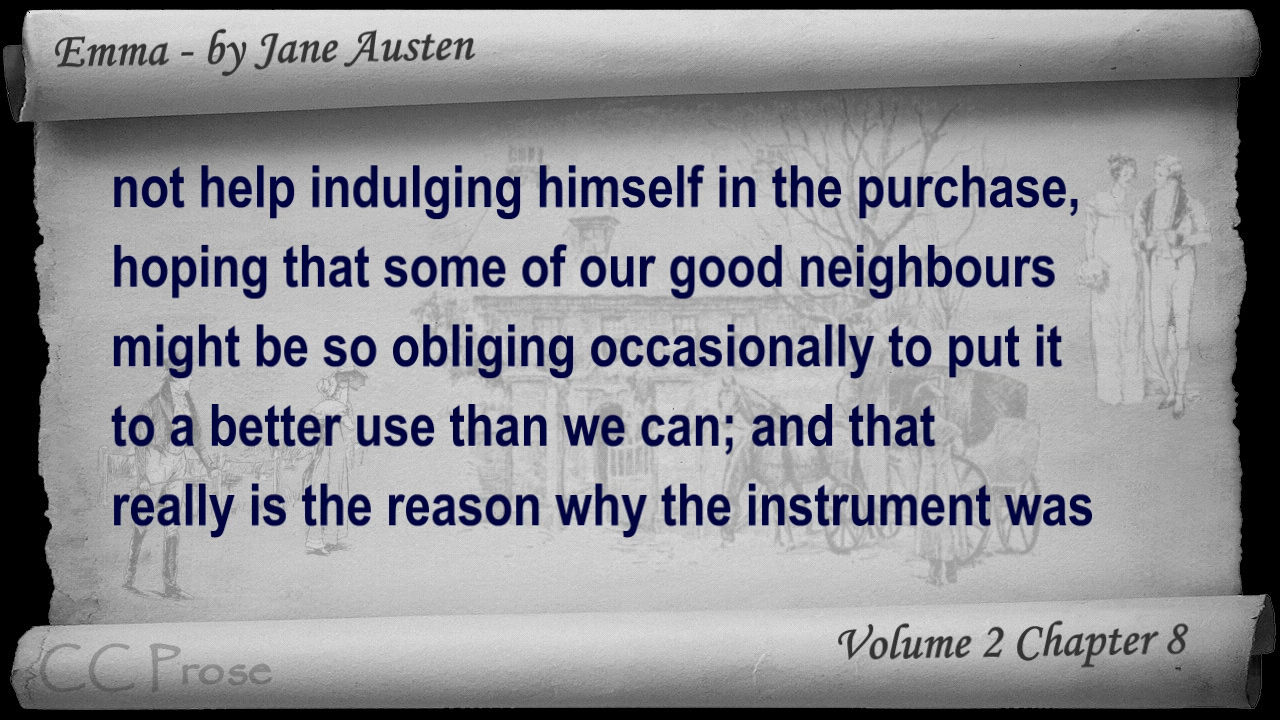 Emma - by Jane Austen
not help indulging himself in the purchase,
hoping that some of our good neighbours
might be so obliging occasionally to put it
to a better use than we can; and that
really is the reason why the instrument was
Volume 2 Chapter 8
CC Prose